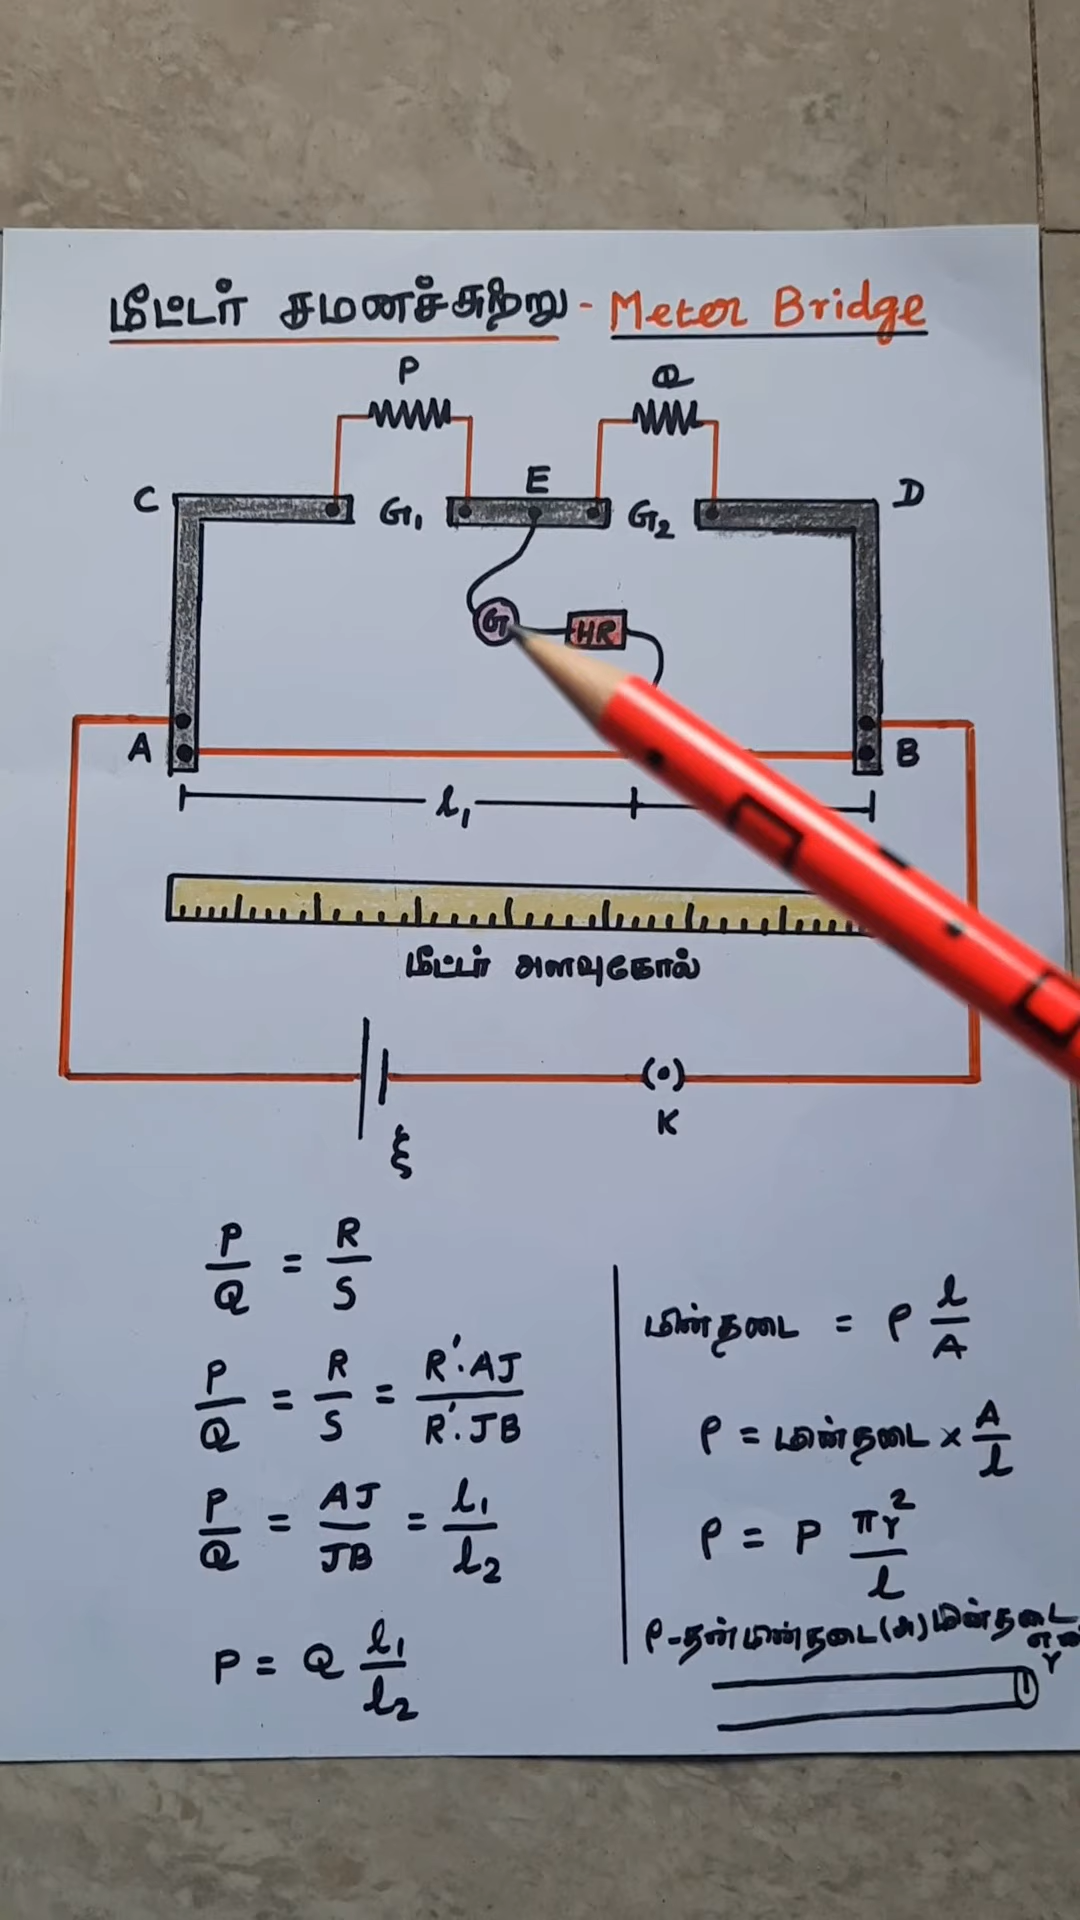 மீட்டர் சமனச்சுற்று - Meter Bridge
P Q
C G₁ E G₂ D
G HR
A B
l₁
மீட்டர் அளவுகோல்
ξ K
P/Q = R/S
P/Q = R/S = R'.AJ/R'.JB
P/Q = AJ/JB = l₁/l₂
P = Q l₁/l₂
மின்தடை = ρ l/A
ρ = மின்தடை × A/l
ρ = P πr²/l
ρ - தன் மின்தடை (அ) மின்தடை
r